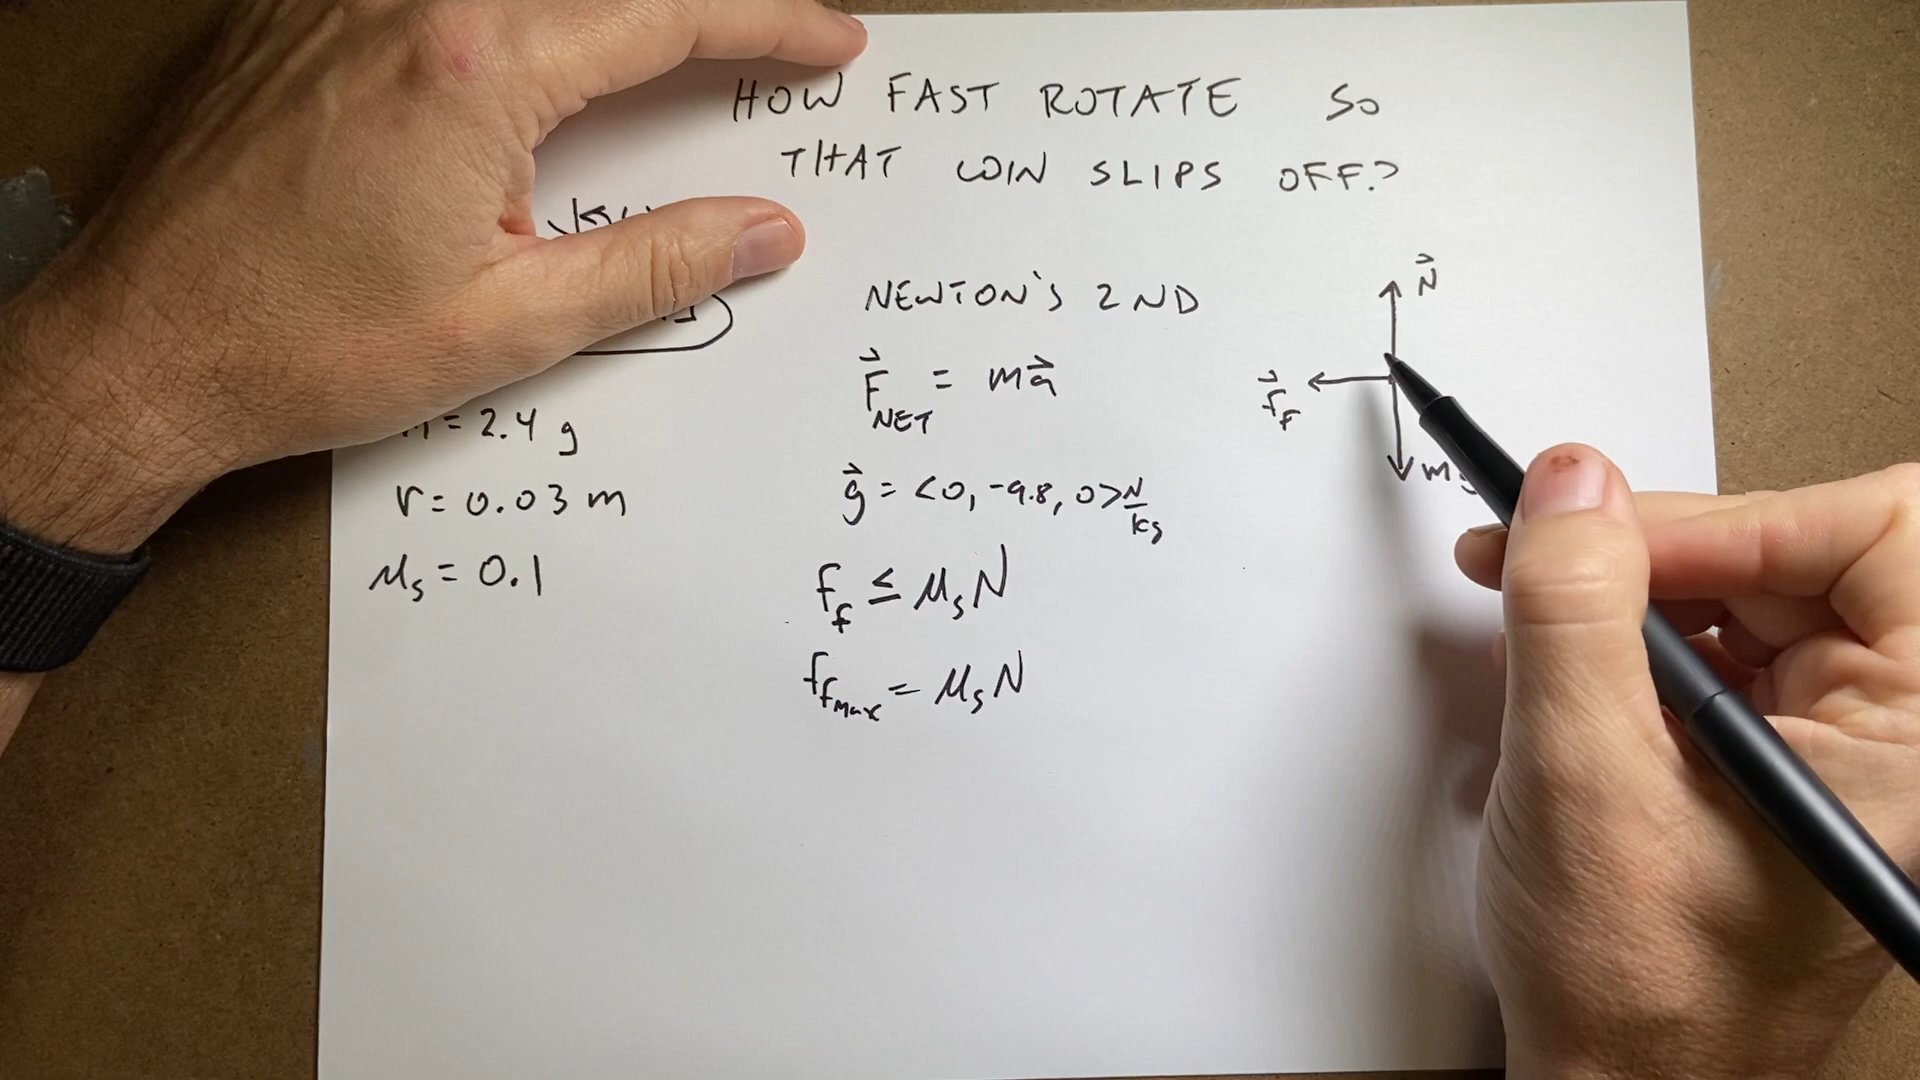 HOW FAST ROTATE SO
THAT COIN SLIPS OFF?
NEWTON'S 2ND
F⃗_NET = ma⃗
g⃗ = <0, -9.8, 0> N/kg
F_f ≤ μ_s N
f_fmax = μ_s N
= 2.4 g
r = 0.03 m
μ_s = 0.1
N⃗
f⃗_F
m